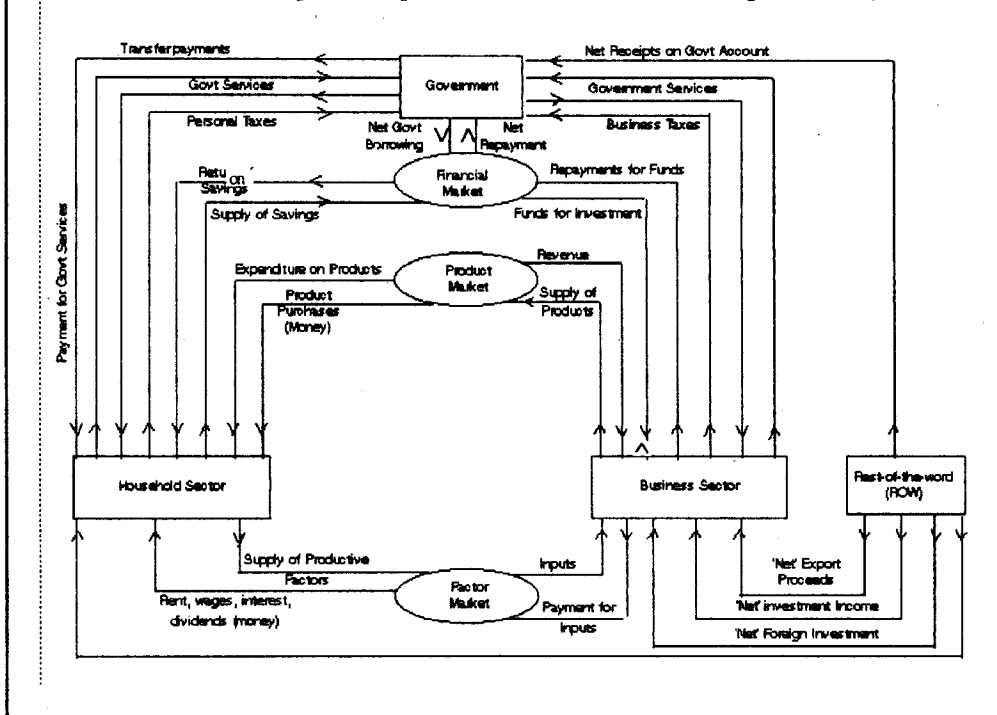 Transferpayments
Net Receipts on Govt Account
Govt Services
Government
Government Services
Personal Taxes
Net Govt
Borrowing
Net
Repayment
Business Taxes
Retu on
Savings
Financial
Market
Repayments for Funds
Supply of Savings
Funds for Investment
Payment for Govt Services
Expenditure on Products
Product
Market
Revenue
Product
Purchases
(Money)
Supply of
Products
Household Sector
Business Sector
Rest-of-the-word
(ROW)
Supply of Productive
Factors
Rent, wages, interest,
dividends (money)
Factor
Market
Inputs
Payment for
Inputs
'Net' Export
Proceeds
'Net' investment Income
'Net' Foreign Investment